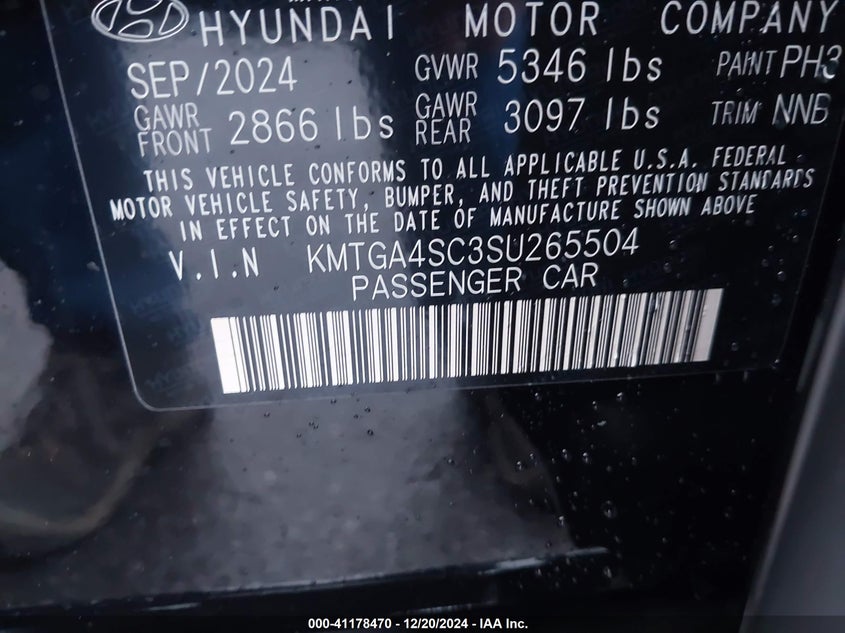 HYUNDAI MOTOR COMPANY
SEP/2024 GVWR 5346 lbs PAINT PH3
GAWR FRONT 2866 lbs GAWR REAR 3097 lbs TRIM NNB
THIS VEHICLE CONFORMS TO ALL APPLICABLE U.S.A. FEDERAL
MOTOR VEHICLE SAFETY, BUMPER, AND THEFT PREVENTION STANDARDS
IN EFFECT ON THE DATE OF MANUFACTURE SHOWN ABOVE
V.I.N KMTGA4SC3SU265504
PASSENGER CAR
000-41178470 - 12/20/2024 - IAA Inc.